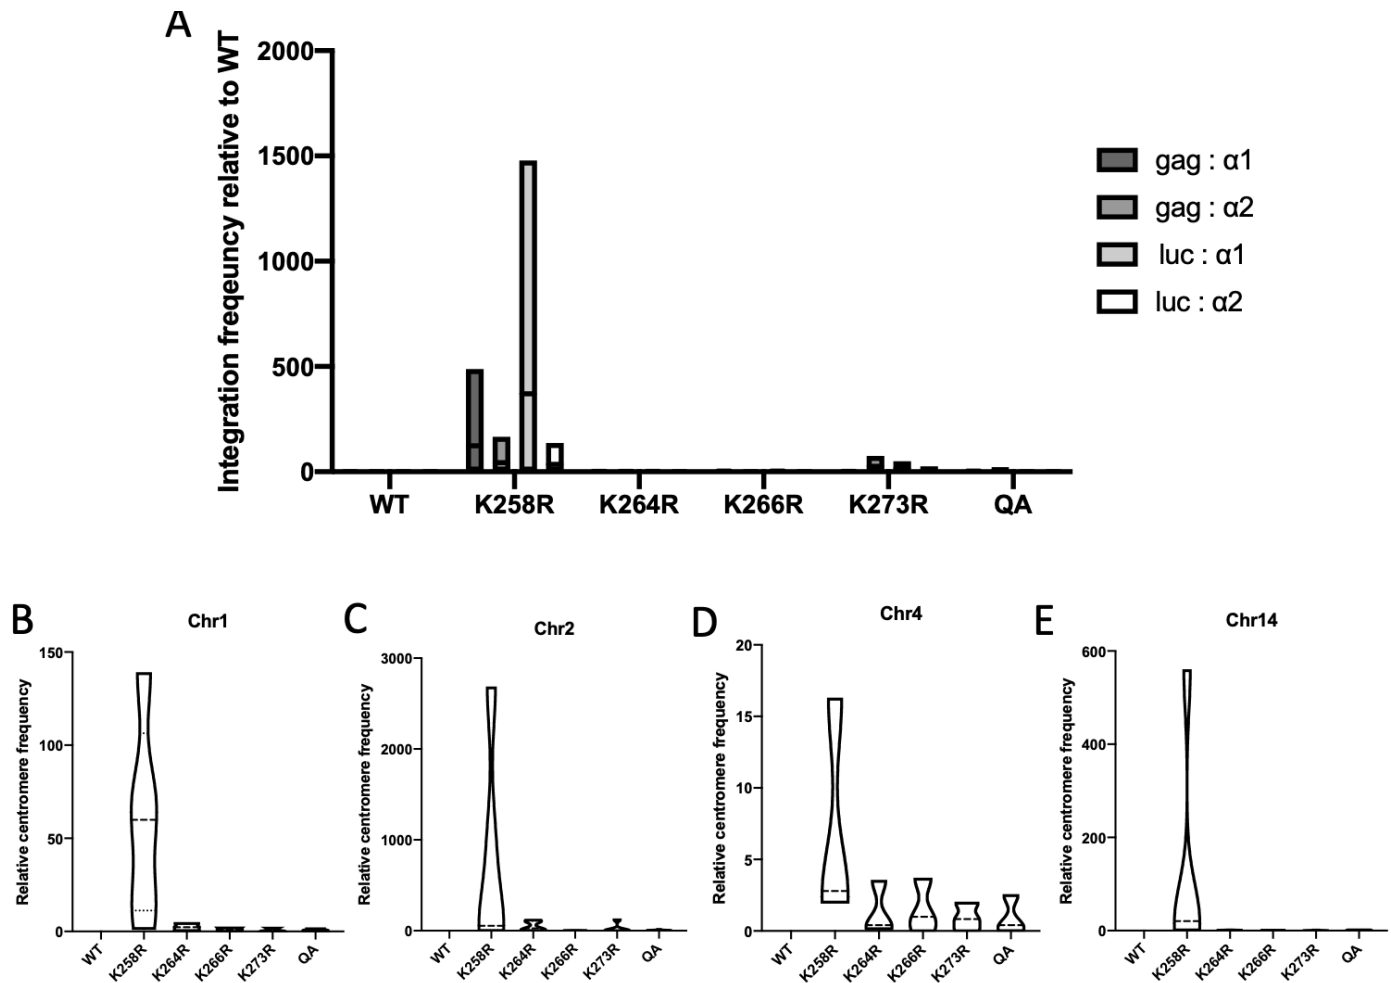 A
Integration freqeuncy relative to WT
2000
1500
1000
500
0
WT K258R K264R K266R K273R QA
gag : α1
gag : α2
luc : α1
luc : α2
B
Chr1
Relative centromere frequency
150
100
50
0
WT K258R K264R K266R K273R QA
C
Chr2
Relative centromere frequency
3000
2000
1000
0
WT K258R K264R K266R K273R QA
D
Chr4
Relative centromere frequency
20
15
10
5
0
WT K258R K264R K266R K273R QA
E
Chr14
Relative centromere frequency
600
400
200
0
WT K258R K264R K266R K273R QA